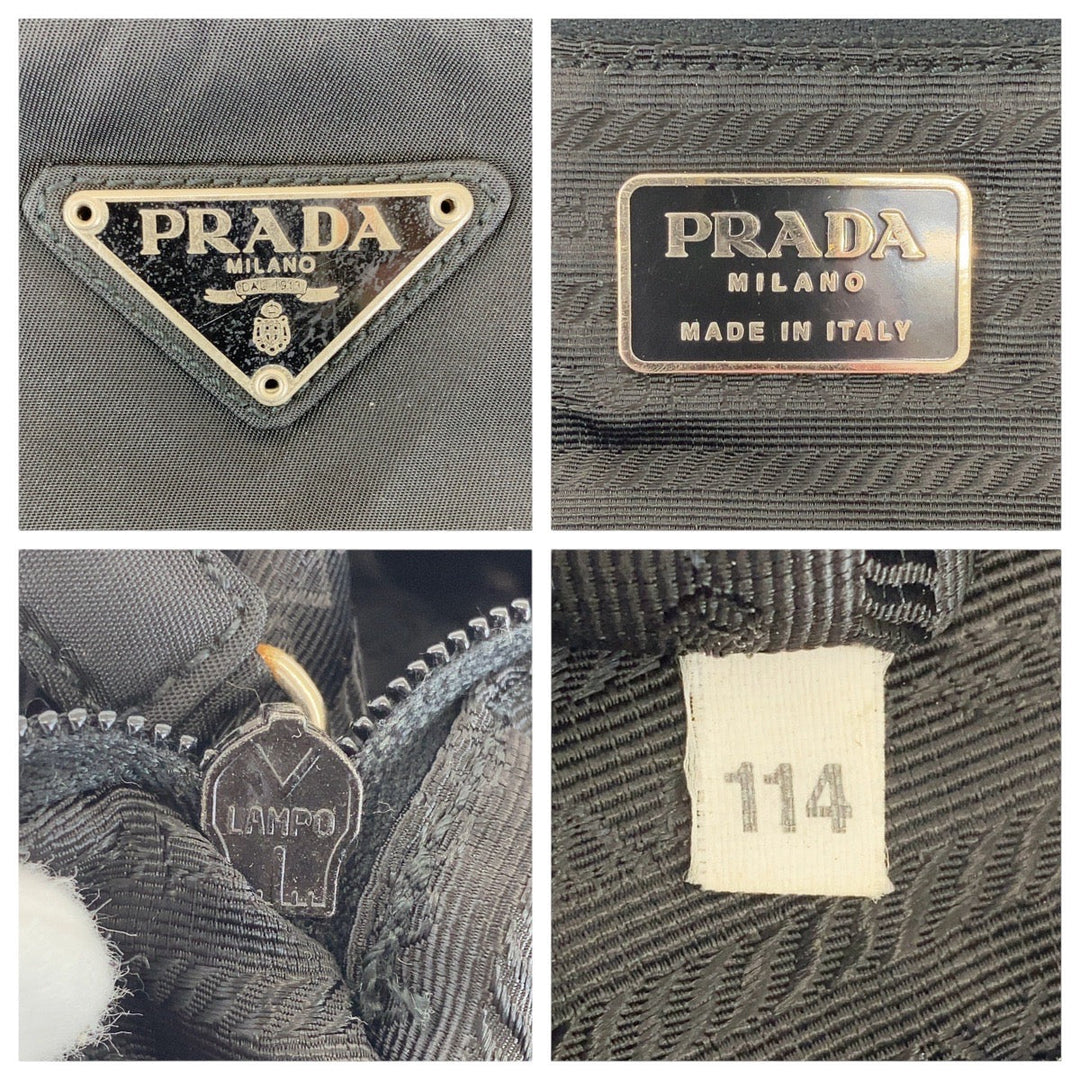 PRADA
MILANO
DAL 1913
PRADA
MILANO
MADE IN ITALY
LAMPO
114